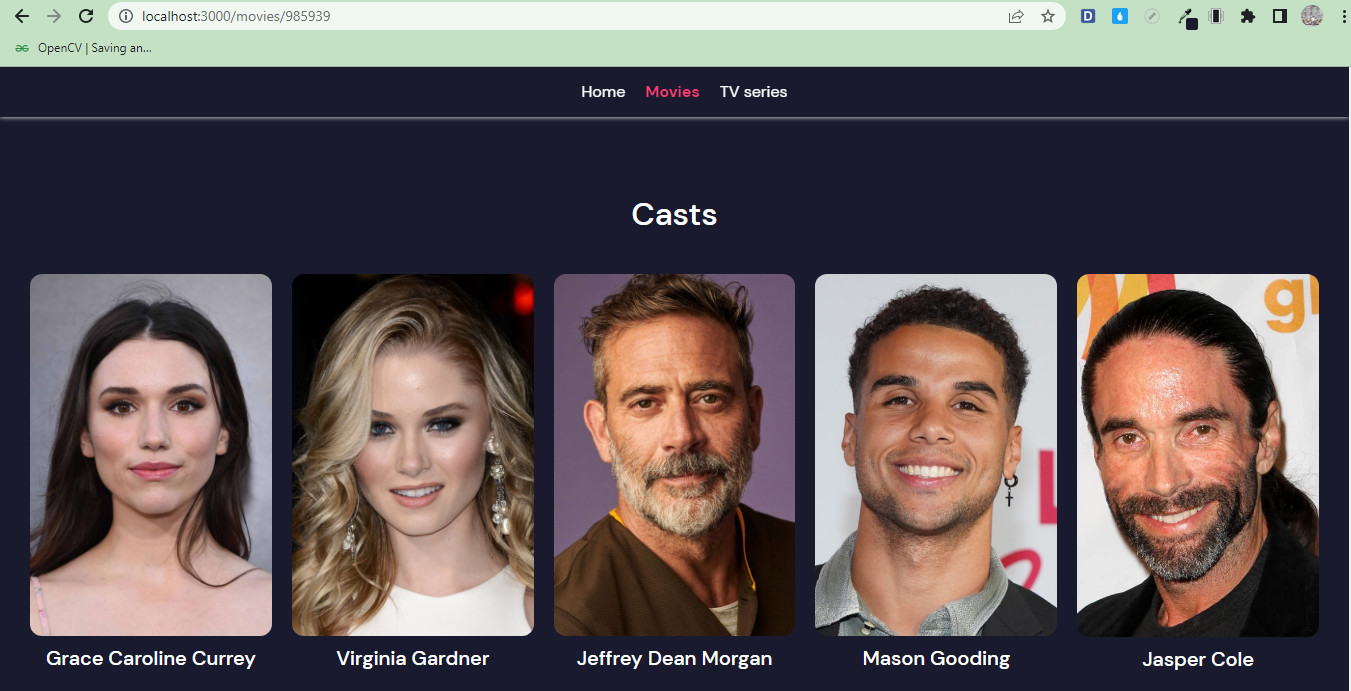 localhost:3000/movies/985939
OpenCV | Saving an...
Home Movies TV series
Casts
Grace Caroline Currey Virginia Gardner Jeffrey Dean Morgan Mason Gooding Jasper Cole